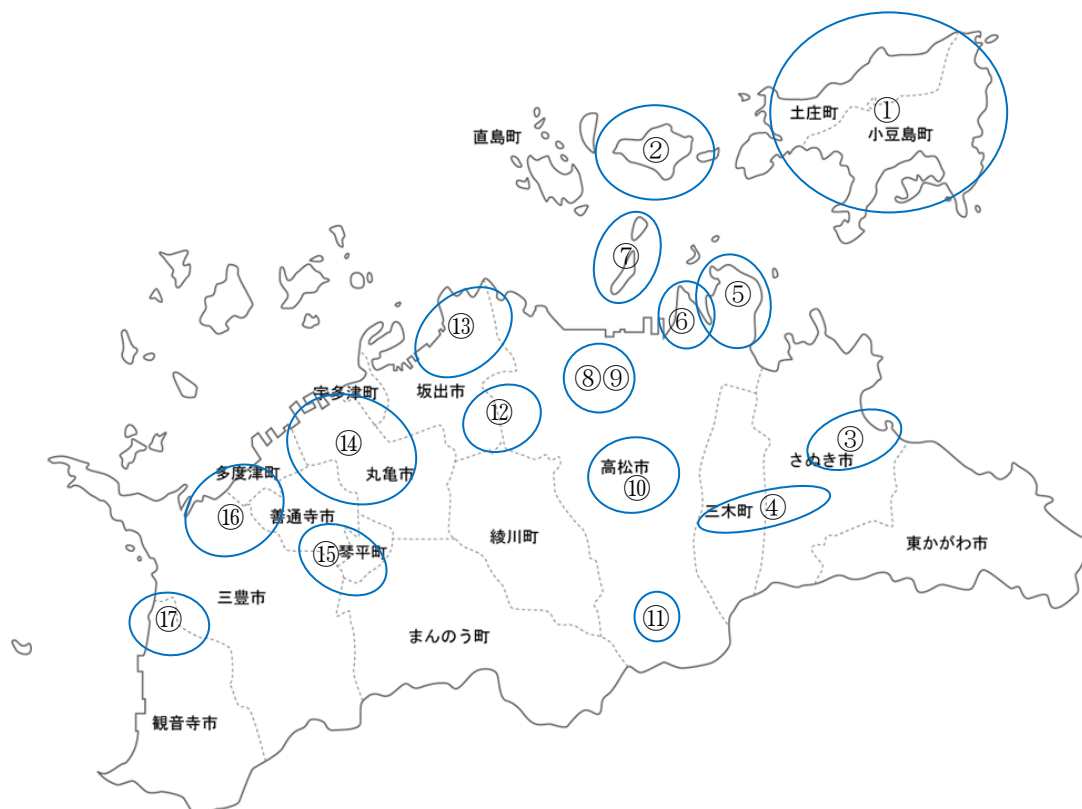 土庄町
①
小豆島町
直島町
②
⑦
⑤
⑥
⑬
宇多津町
坂出市
⑧⑨
⑫
③
さぬき市
⑭
丸亀市
高松市
⑩
多度津町
⑯
善通寺市
三木町
④
綾川町
東かがわ市
⑮
琴平町
三豊市
⑰
⑪
まんのう町
観音寺市